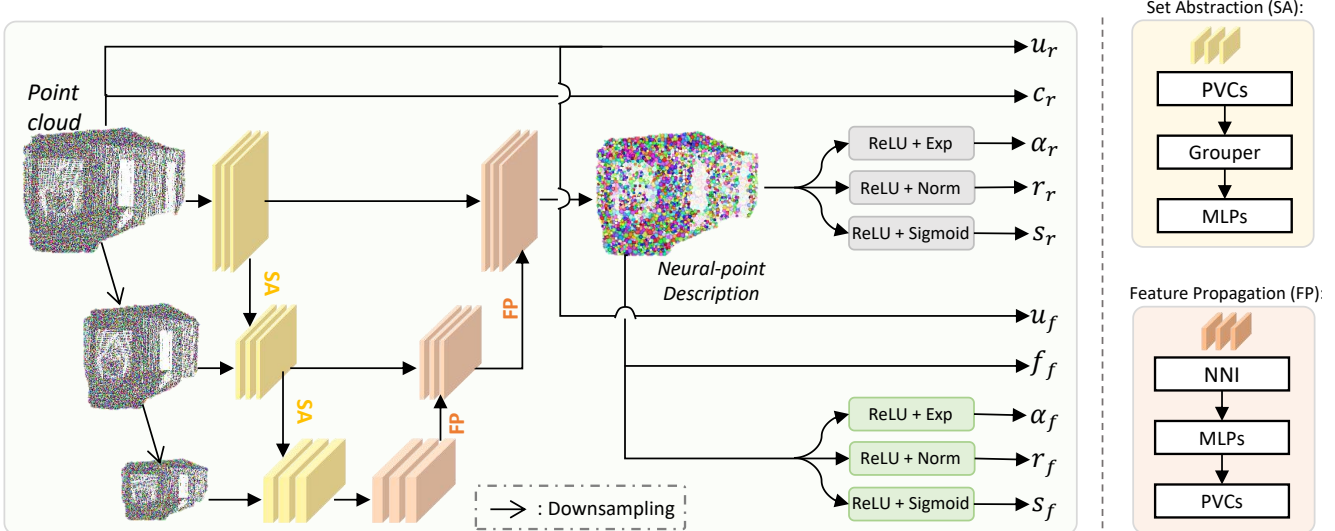 Point
cloud
SA
SA
FP
FP
Neural-point
Description
ReLU + Exp
ReLU + Norm
ReLU + Sigmoid
ReLU + Exp
ReLU + Norm
ReLU + Sigmoid
: Downsampling
u_r
c_r
α_r
r_r
s_r
u_f
f_f
α_f
r_f
s_f
Set Abstraction (SA):
PVCs
Grouper
MLPs
Feature Propagation (FP):
NNI
MLPs
PVCs